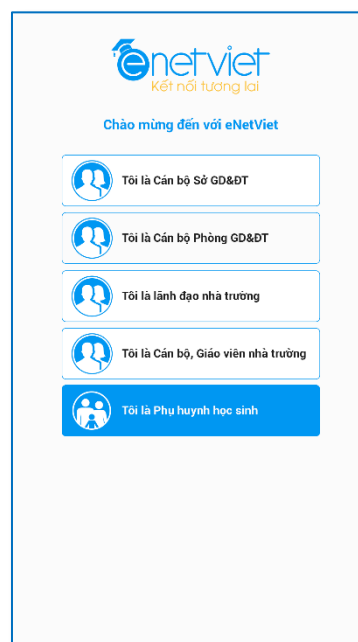 enetviet
Kết nối tương lai
Chào mừng đến với eNetViet
Tôi là Cán bộ Sở GD&ĐT
Tôi là Cán bộ Phòng GD&ĐT
Tôi là lãnh đạo nhà trường
Tôi là Cán bộ, Giáo viên nhà trường
Tôi là Phụ huynh học sinh